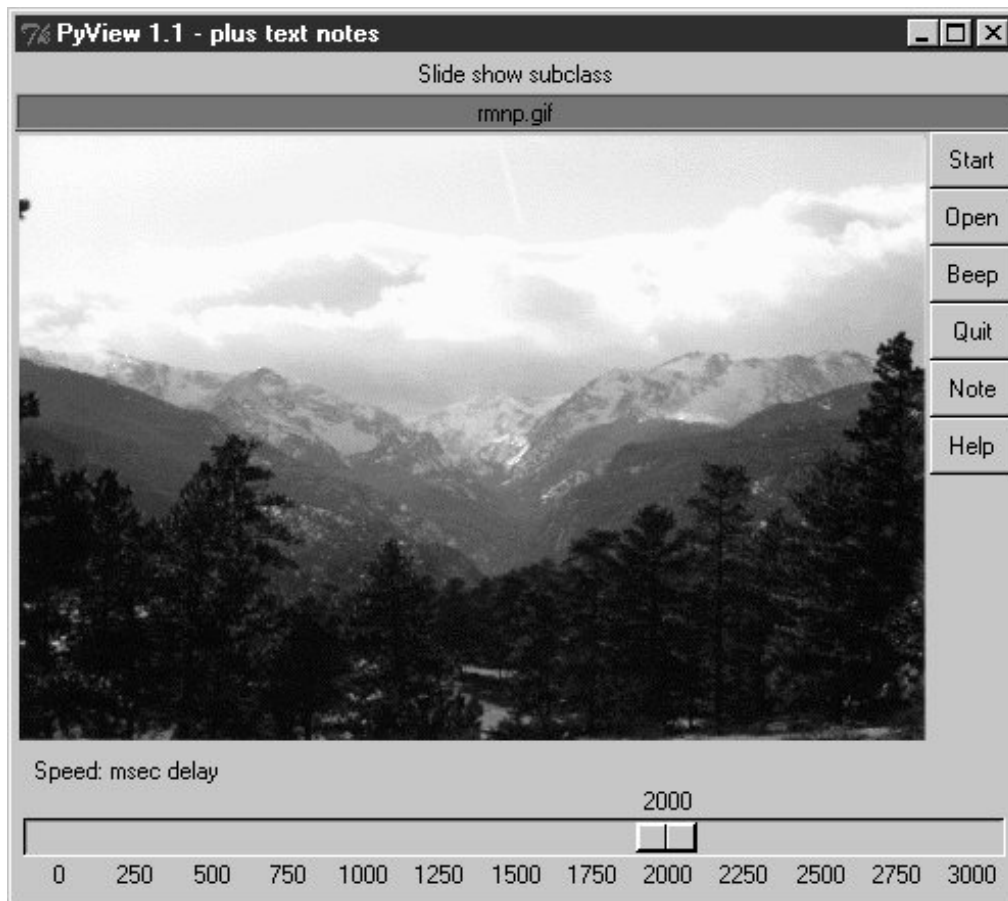 PyView 1.1 - plus text notes
Slide show subclass
rmnp.gif
Start
Open
Beep
Quit
Note
Help
Speed: msec delay
2000
0 250 500 750 1000 1250 1500 1750 2000 2250 2500 2750 3000